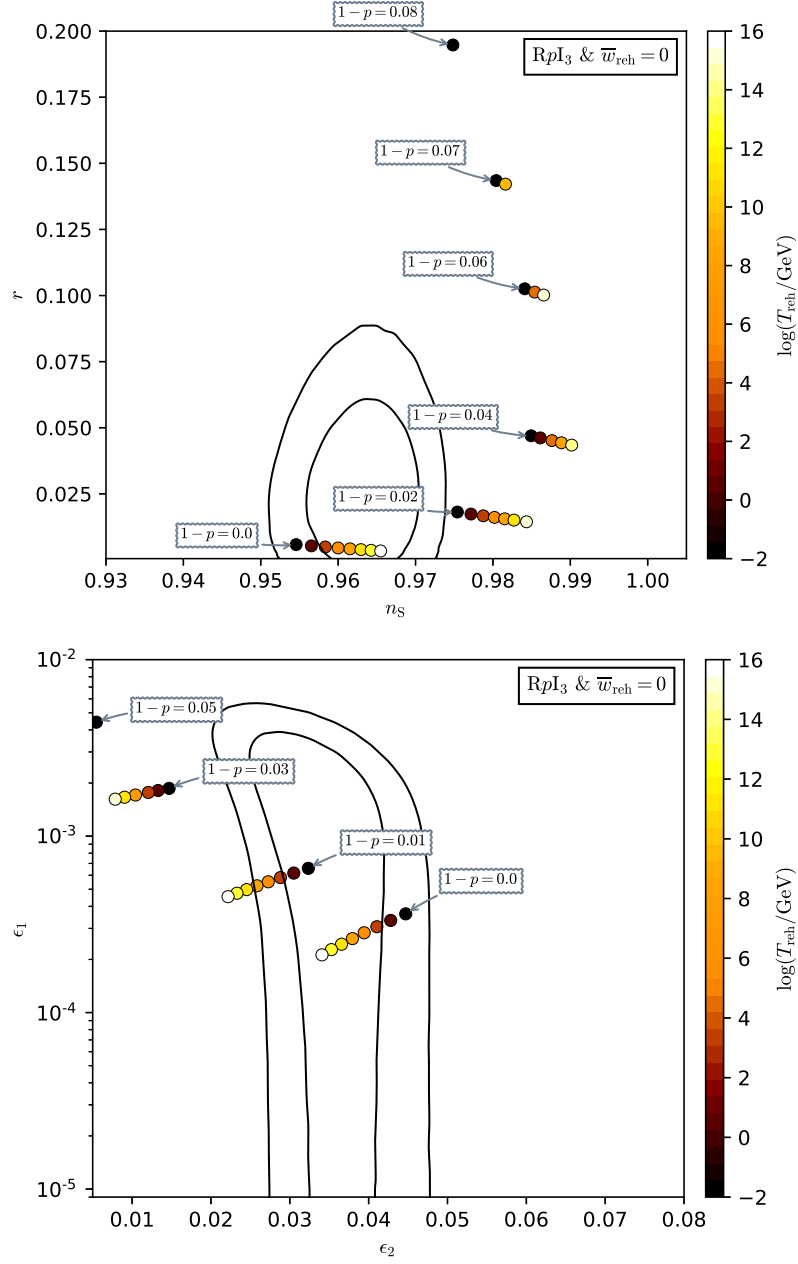 1 − p = 0.08
0.200
RpI₃ & w̅_reh = 0
16
0.175
14
0.150
1 − p = 0.07
12
0.125
10
1 − p = 0.06
r
0.100
8
log(T_reh/GeV)
0.075
6
0.050
1 − p = 0.04
4
2
0.025
1 − p = 0.02
0
1 − p = 0.0
−2
0.93 0.94 0.95 0.96 0.97 0.98 0.99 1.00
n_S
10⁻²
RpI₃ & w̅_reh = 0
16
1 − p = 0.05
14
1 − p = 0.03
12
10⁻³
1 − p = 0.01
10
1 − p = 0.0
ϵ₁
8
log(T_reh/GeV)
6
10⁻⁴
4
2
0
10⁻⁵
−2
0.01 0.02 0.03 0.04 0.05 0.06 0.07 0.08
ϵ₂